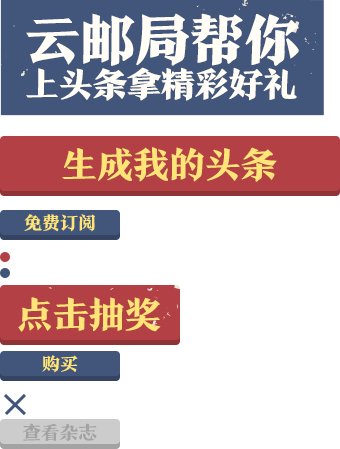 云邮局帮你
上头条拿精彩好礼
生成我的头条
免费订阅
点击抽奖
购买
查看杂志